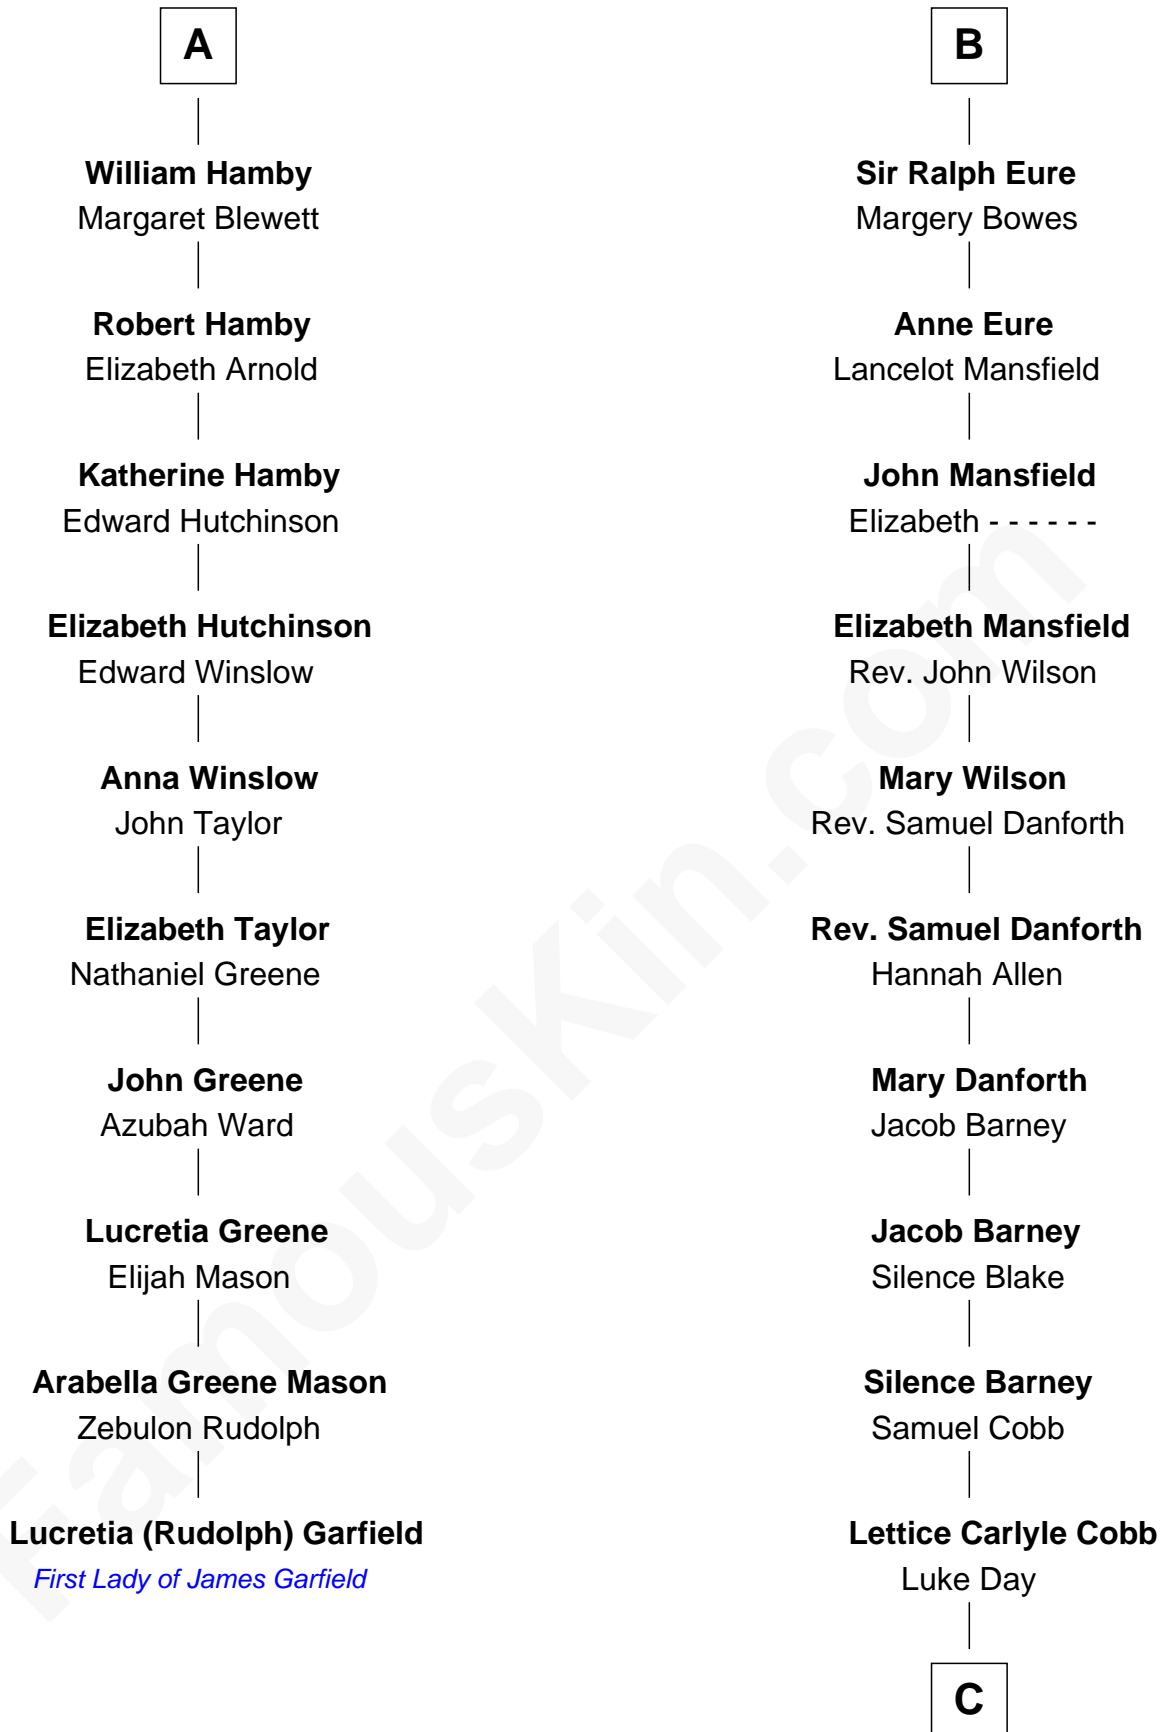 A
William Hamby
Margaret Blewett
Robert Hamby
Elizabeth Arnold
Katherine Hamby
Edward Hutchinson
Elizabeth Hutchinson
Edward Winslow
Anna Winslow
John Taylor
Elizabeth Taylor
Nathaniel Greene
John Greene
Azubah Ward
Lucretia Greene
Elijah Mason
Arabella Greene Mason
Zebulon Rudolph
Lucretia (Rudolph) Garfield
First Lady of James Garfield
B
Sir Ralph Eure
Margery Bowes
Anne Eure
Lancelot Mansfield
John Mansfield
Elizabeth - - - - - -
Elizabeth Mansfield
Rev. John Wilson
Mary Wilson
Rev. Samuel Danforth
Rev. Samuel Danforth
Hannah Allen
Mary Danforth
Jacob Barney
Jacob Barney
Silence Blake
Silence Barney
Samuel Cobb
Lettice Carlyle Cobb
Luke Day
C
FamousKin.com